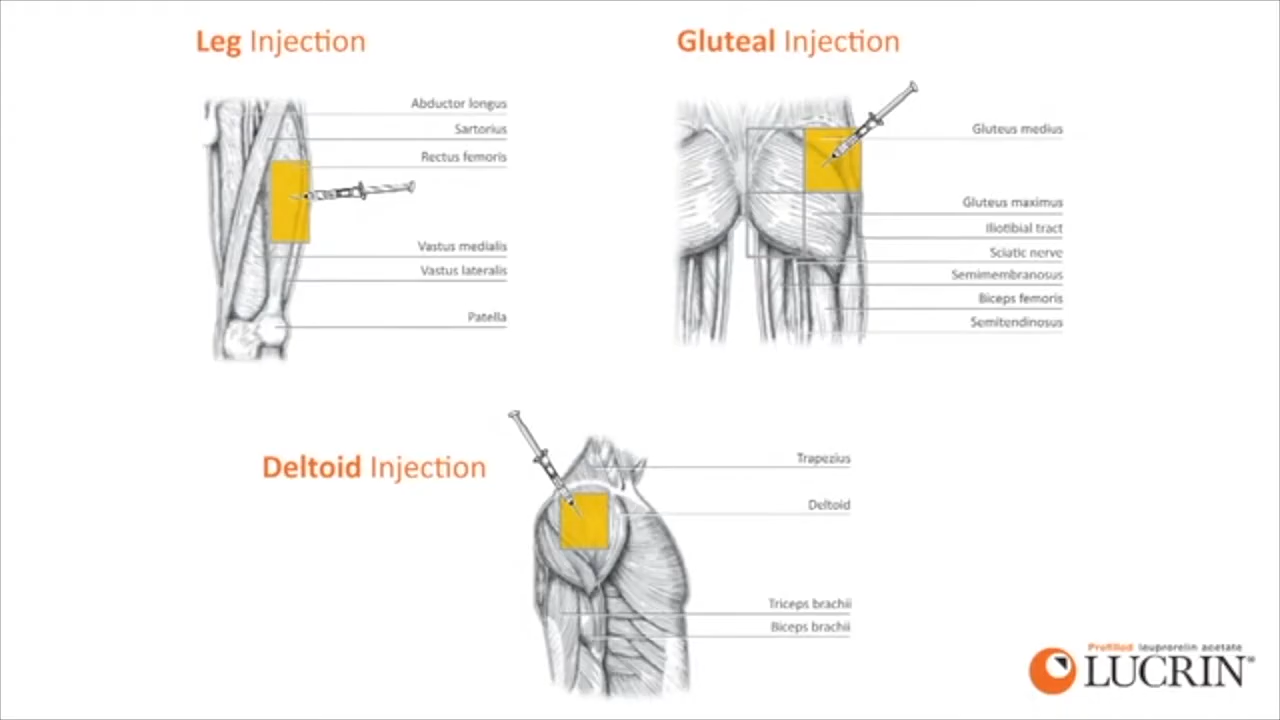 Leg Injection
Abductor longus
Sartorius
Rectus femoris
Vastus medialis
Vastus lateralis
Patella
Gluteal Injection
Gluteus medius
Gluteus maximus
Iliotibial tract
Sciatic nerve
Semimembranosus
Biceps femoris
Semitendinosus
Deltoid Injection
Trapezius
Deltoid
Triceps brachii
Biceps brachii
Prefilled leuprorelin acetate
LUCRIN